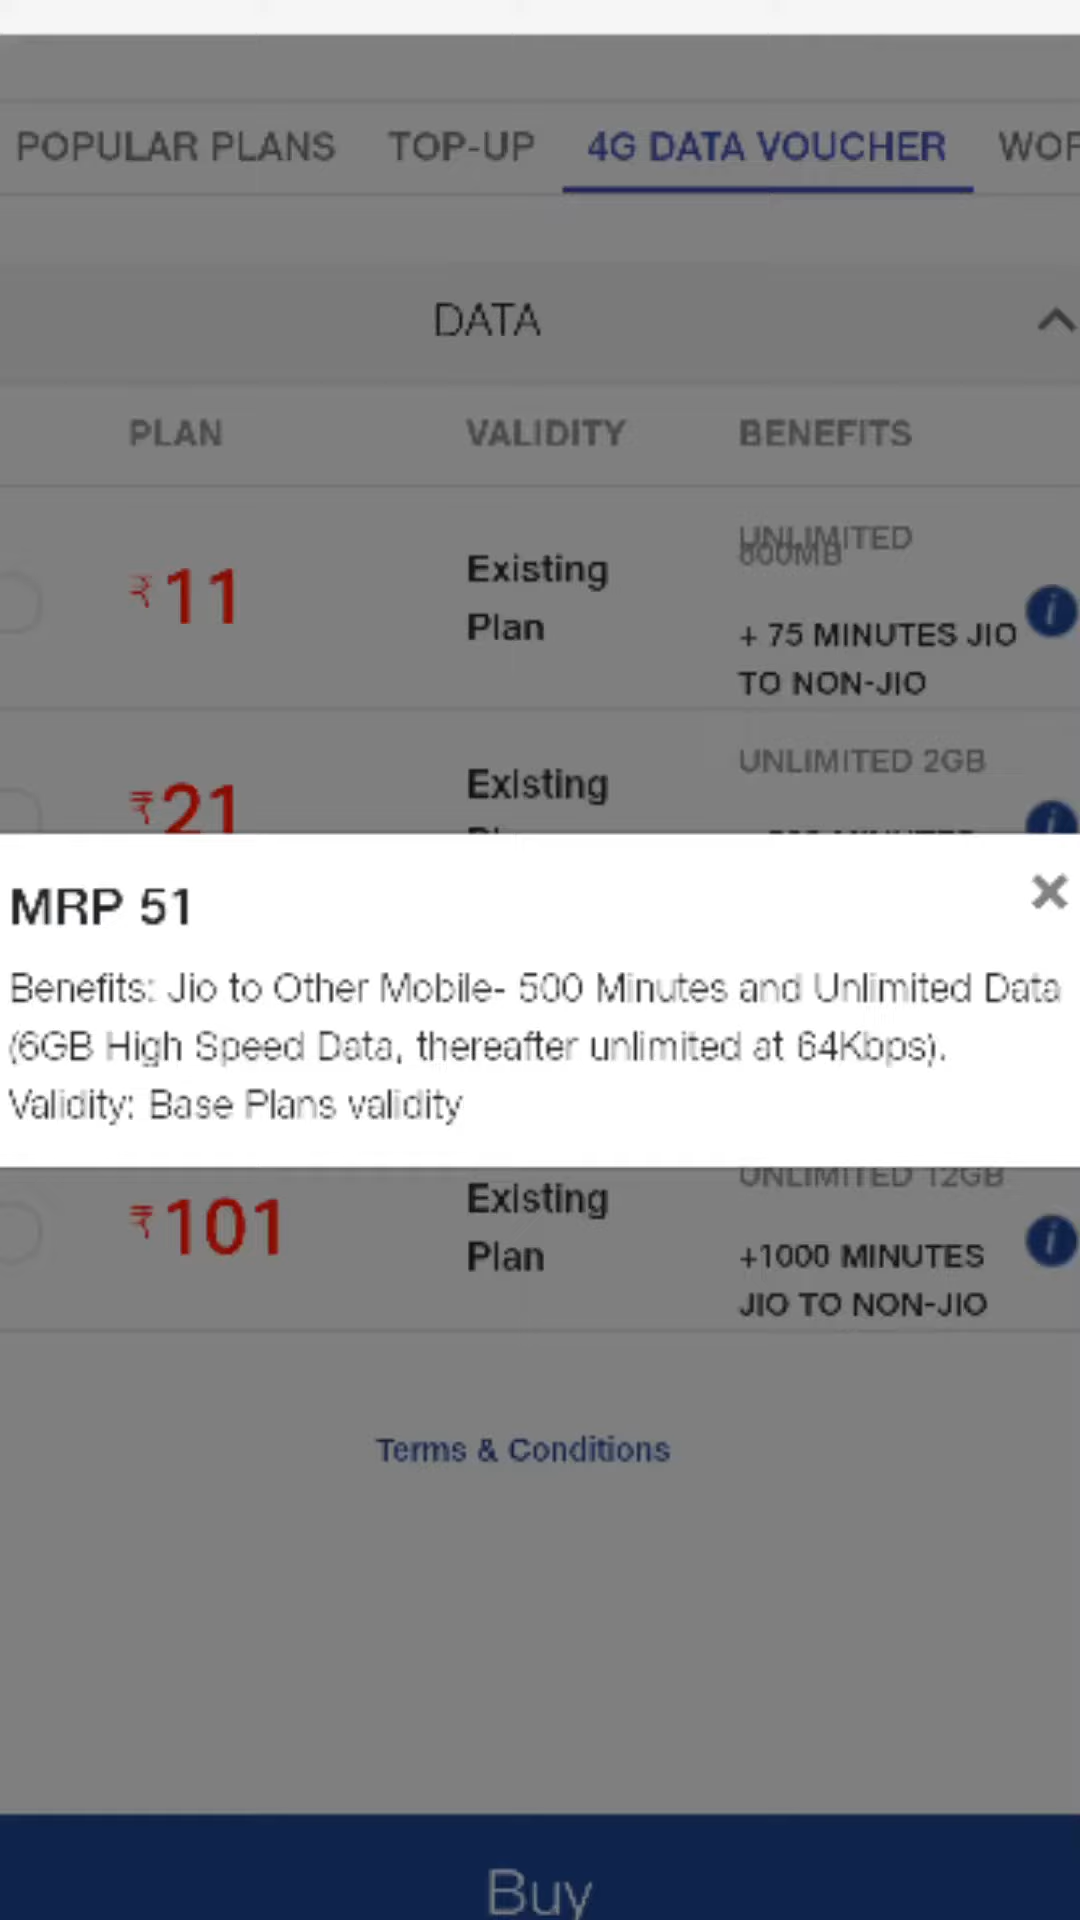 POPULAR PLANS TOP-UP 4G DATA VOUCHER
DATA
PLAN VALIDITY BENEFITS
₹11 Existing Plan UNLIMITED
+ 75 MINUTES JIO
TO NON-JIO
₹21 Existing UNLIMITED 2GB
MRP 51
Benefits: Jio to Other Mobile- 500 Minutes and Unlimited Data
(6GB High Speed Data, thereafter unlimited at 64Kbps).
Validity: Base Plans validity
₹101 Existing Plan UNLIMITED 12GB
+1000 MINUTES
JIO TO NON-JIO
Terms & Conditions
Buy